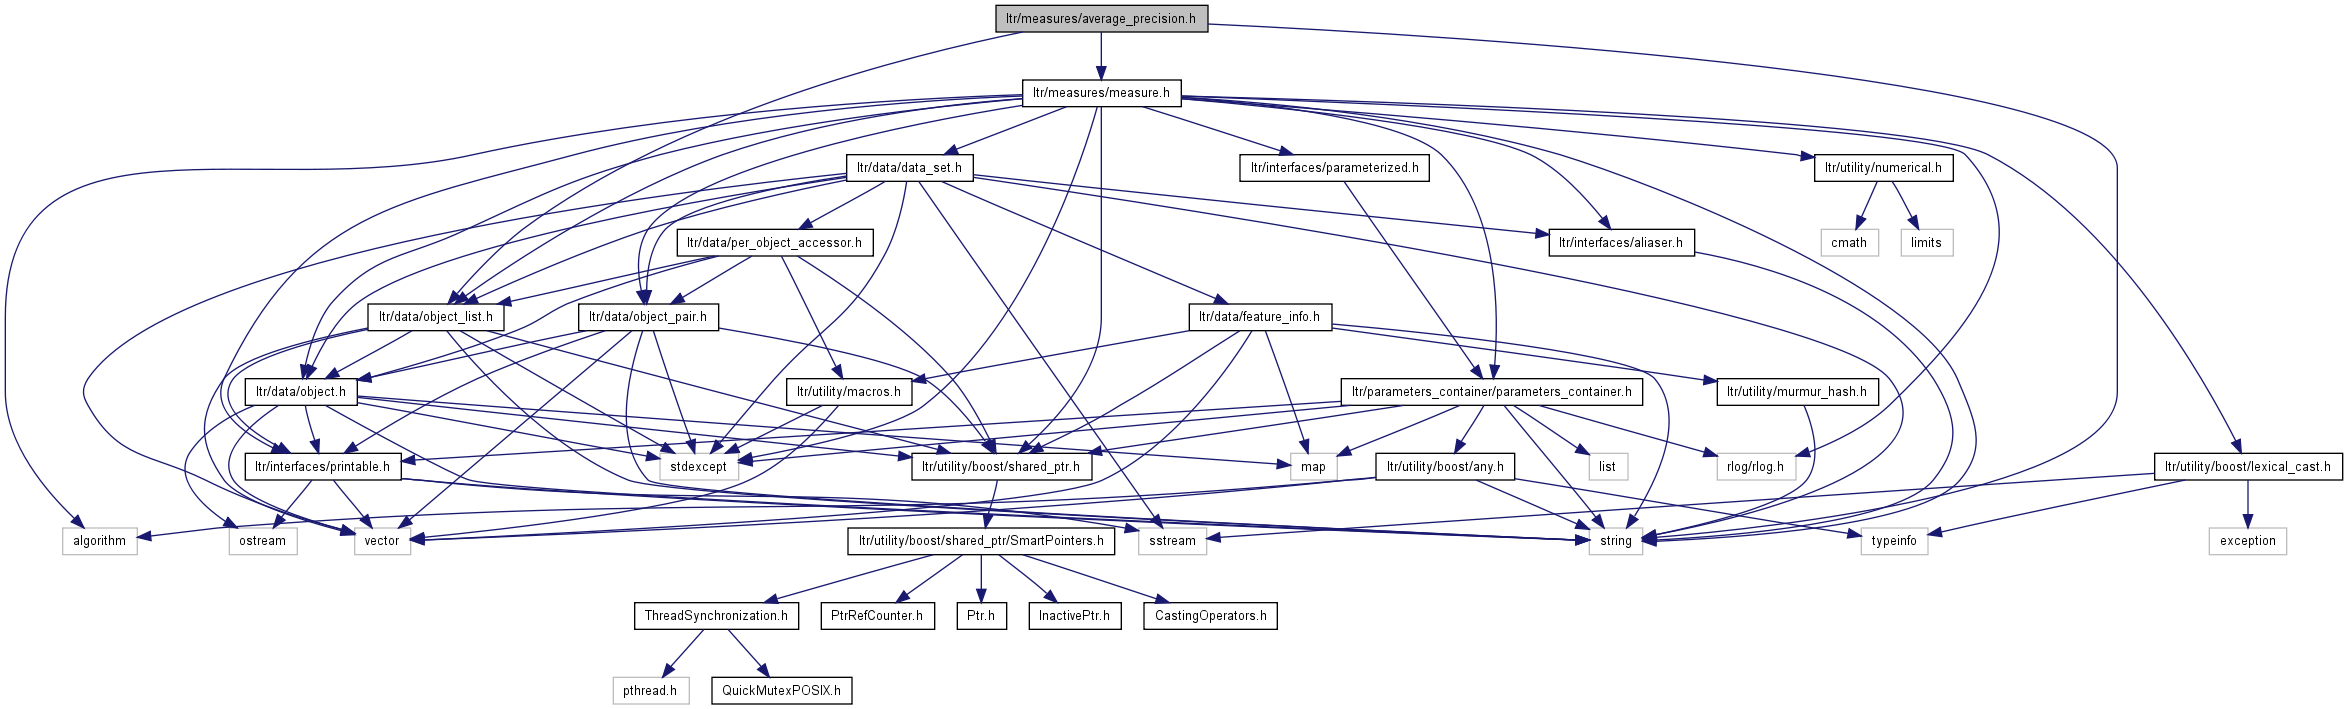 ltr/measures/average_precision.h
ltr/measures/measure.h
ltr/data/data_set.h
ltr/interfaces/parameterized.h
ltr/utility/numerical.h
ltr/data/per_object_accessor.h
ltr/interfaces/aliaser.h
cmath
limits
ltr/data/object_list.h
ltr/data/object_pair.h
ltr/data/feature_info.h
ltr/data/object.h
ltr/utility/macros.h
ltr/parameters_container/parameters_container.h
ltr/utility/murmur_hash.h
ltr/interfaces/printable.h
stdexcept
ltr/utility/boost/shared_ptr.h
map
ltr/utility/boost/any.h
list
rlog/rlog.h
ltr/utility/boost/lexical_cast.h
algorithm
ostream
vector
ltr/utility/boost/shared_ptr/SmartPointers.h
sstream
string
typeinfo
exception
ThreadSynchronization.h
PtrRefCounter.h
Ptr.h
InactivePtr.h
CastingOperators.h
pthread.h
QuickMutexPOSIX.h